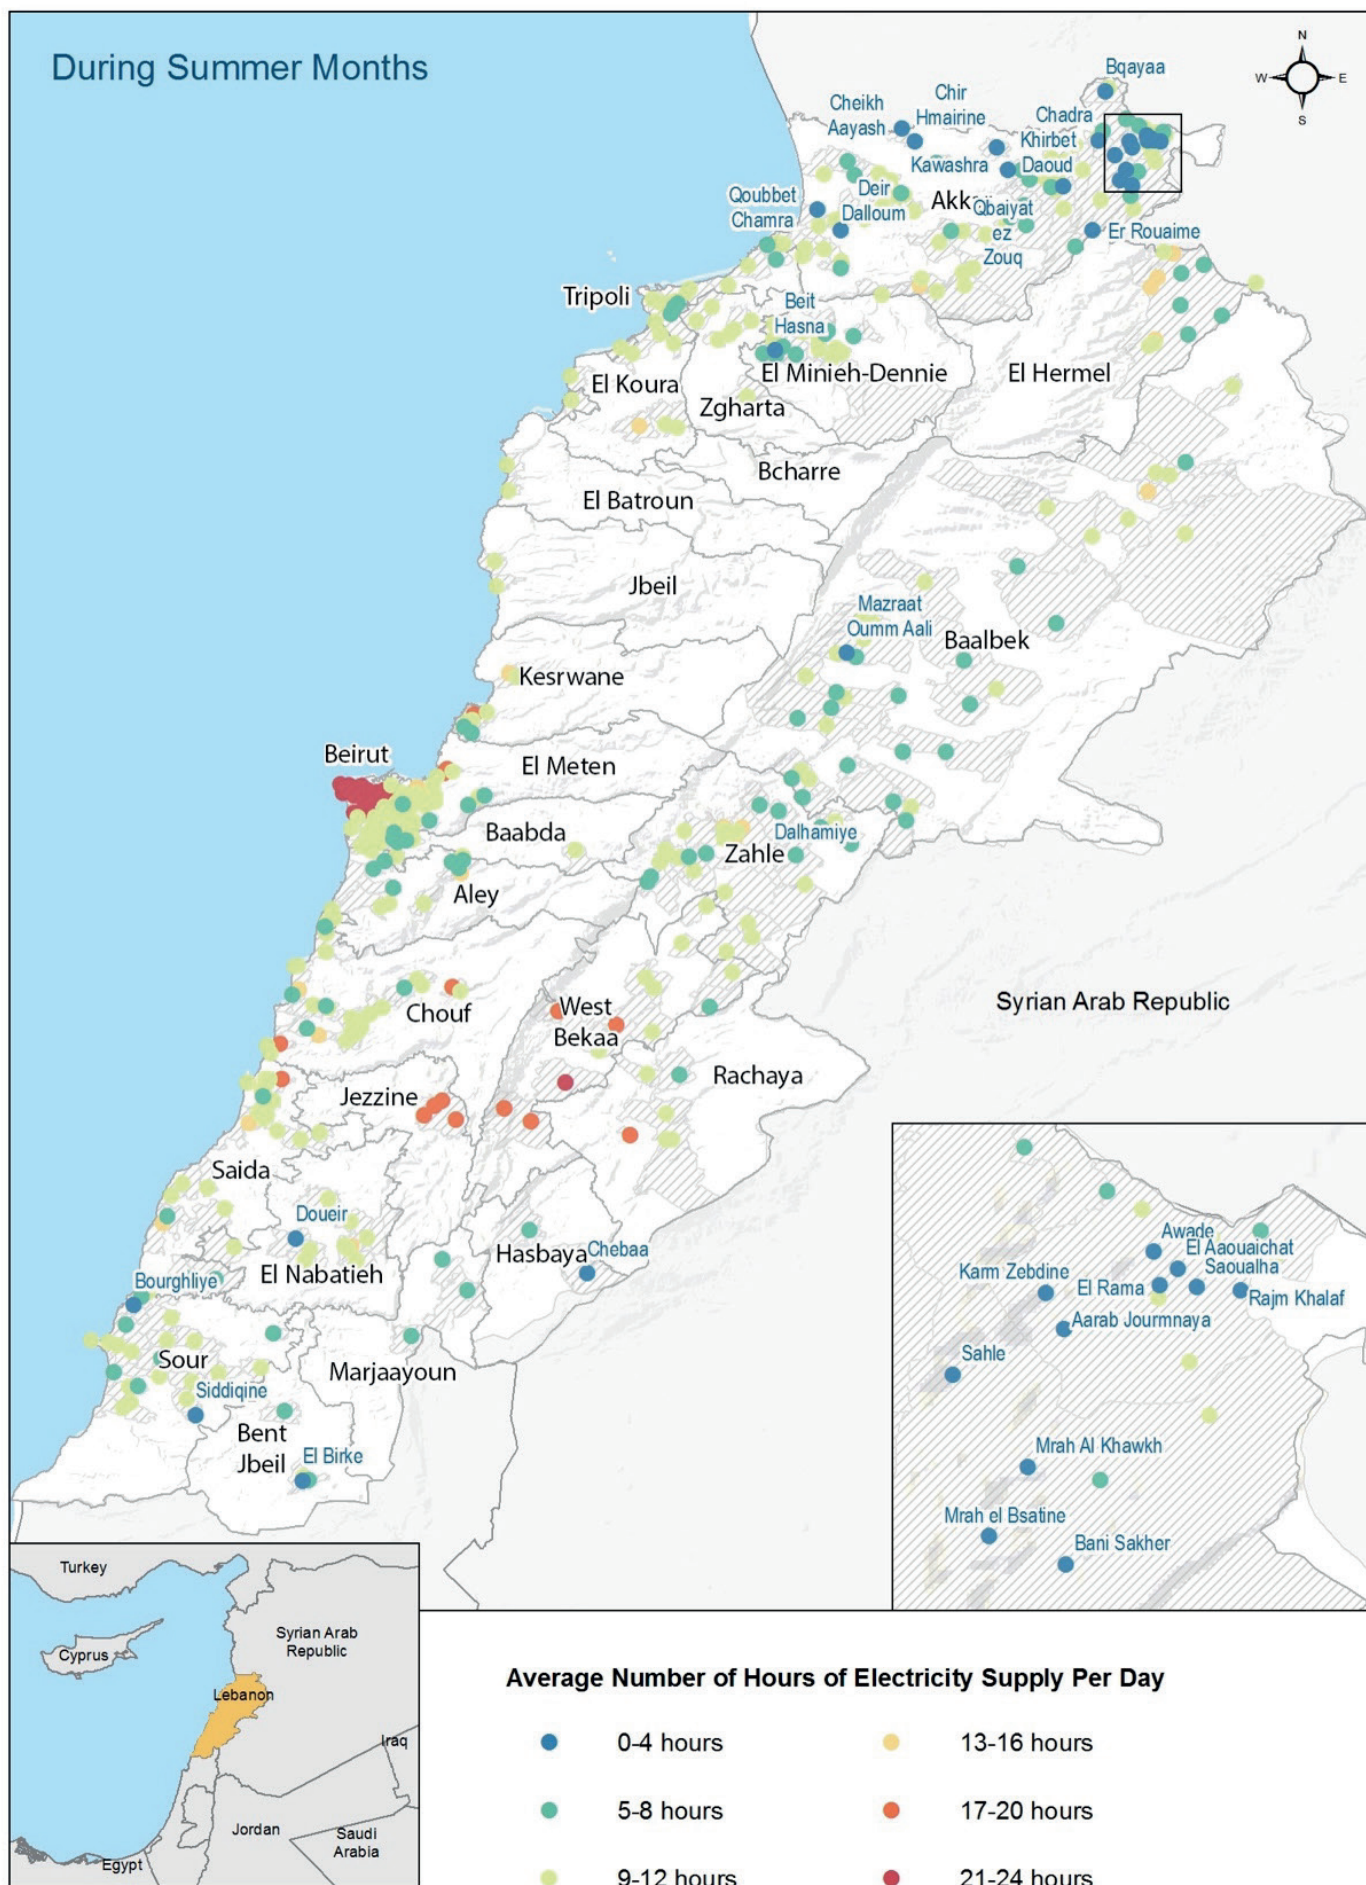 During Summer Months
N
W
E
S
Bqayaa
Cheikh
Aayash
Chir
Hmairine
Chadra
Khirbet
Daoud
Kawashra
Qoubbet
Chamra
Deir
Dalloum
Akk
Qbaiyat
ez
Zouq
Er Rouaime
Tripoli
Beit
Hasna
El Koura
El Minieh-Dennie
El Hermel
Zgharta
Bcharre
El Batroun
Jbeil
Mazraat
Oumm Aali
Baalbek
Kesrwane
Beirut
El Meten
Baabda
Dalhamiye
Zahle
Aley
Syrian Arab Republic
Chouf
West
Bekaa
Rachaya
Jezzine
Saida
Doueir
Hasbaya
Chebaa
El Nabatieh
Bourghliye
Sour
Marjaayoun
Siddiqine
Bent
Jbeil
El Birke
Awade
El Aaouaichat
Saoualha
Karm Zebdine
El Rama
Rajm Khalaf
Aarab Jourmnaya
Sahle
Mrah Al Khawkh
Mrah el Bsatine
Bani Sakher
Turkey
Cyprus
Syrian Arab
Republic
Lebanon
Iraq
Jordan
Saudi
Arabia
Egypt
Average Number of Hours of Electricity Supply Per Day
0-4 hours
13-16 hours
5-8 hours
17-20 hours
9-12 hours
21-24 hours